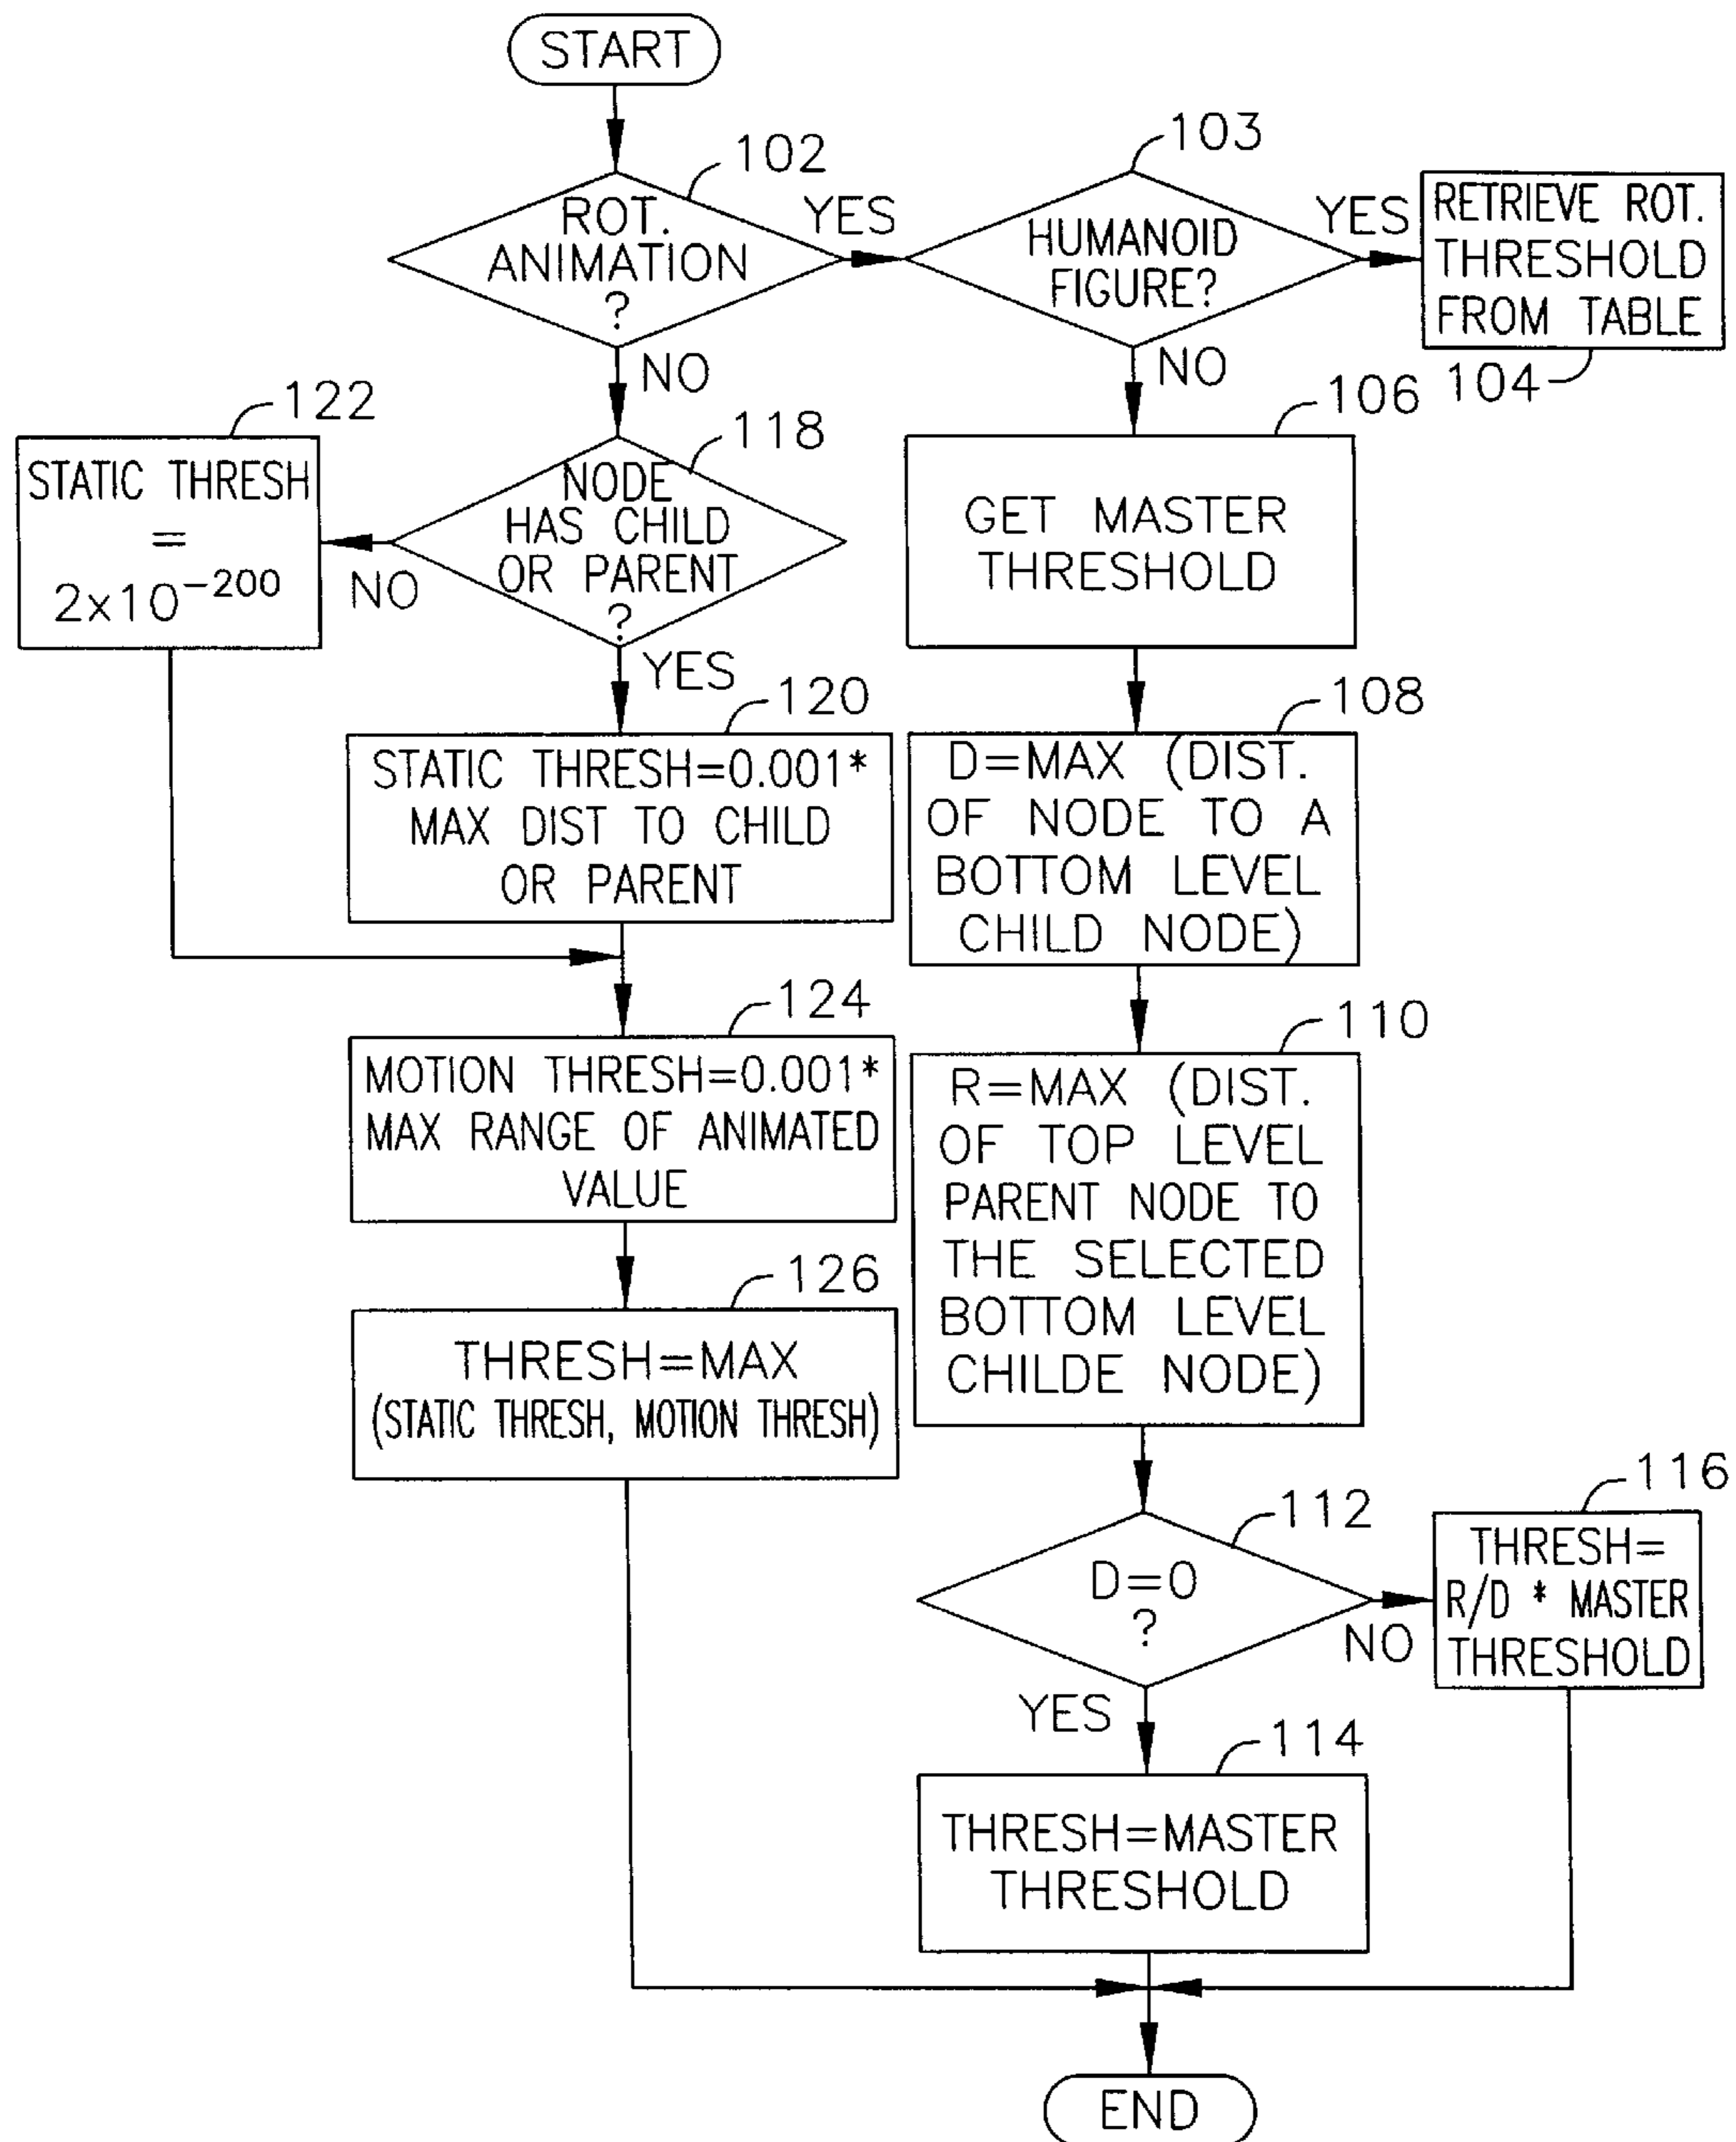 START
102
ROT.
ANIMATION
?
YES
NO
103
HUMANOID
FIGURE?
YES
NO
RETRIEVE ROT.
THRESHOLD
FROM TABLE
104
122
STATIC THRESH
=
2x10⁻²⁰⁰
118
NODE
HAS CHILD
OR PARENT
?
NO
YES
106
GET MASTER
THRESHOLD
120
STATIC THRESH=0.001*
MAX DIST TO CHILD
OR PARENT
108
D=MAX (DIST.
OF NODE TO A
BOTTOM LEVEL
CHILD NODE)
124
MOTION THRESH=0.001*
MAX RANGE OF ANIMATED
VALUE
110
R=MAX (DIST.
OF TOP LEVEL
PARENT NODE TO
THE SELECTED
BOTTOM LEVEL
CHILDE NODE)
126
THRESH=MAX
(STATIC THRESH, MOTION THRESH)
112
D=0
?
NO
YES
116
THRESH=
R/D * MASTER
THRESHOLD
114
THRESH=MASTER
THRESHOLD
END